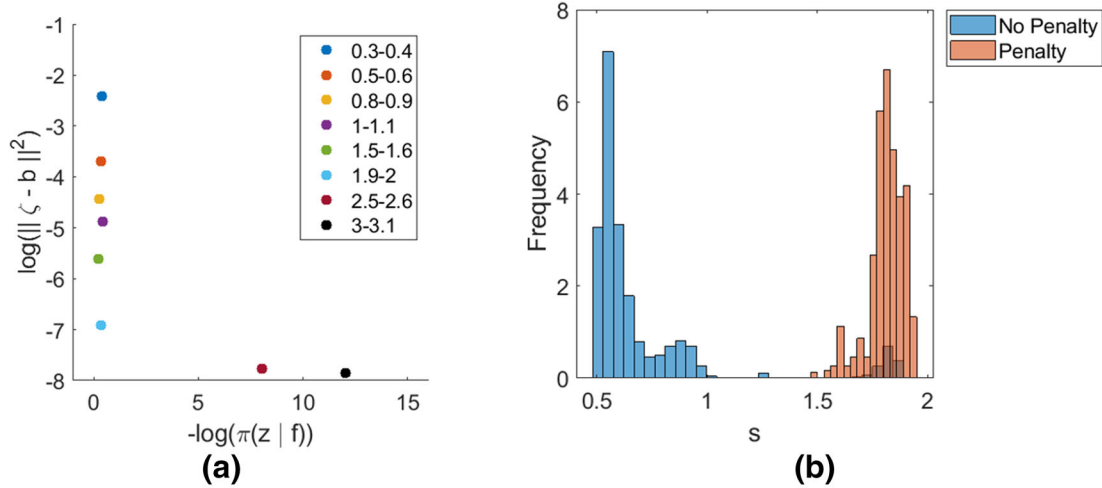 -1
-2
-3
-4
-5
-6
-7
-8
log(|| ζ - b ||²)
0.3-0.4
0.5-0.6
0.8-0.9
1-1.1
1.5-1.6
1.9-2
2.5-2.6
3-3.1
0 5 10 15
-log(π(z | f))
(a)
8
6
4
2
0
Frequency
No Penalty
Penalty
0.5 1 1.5 2
s
(b)